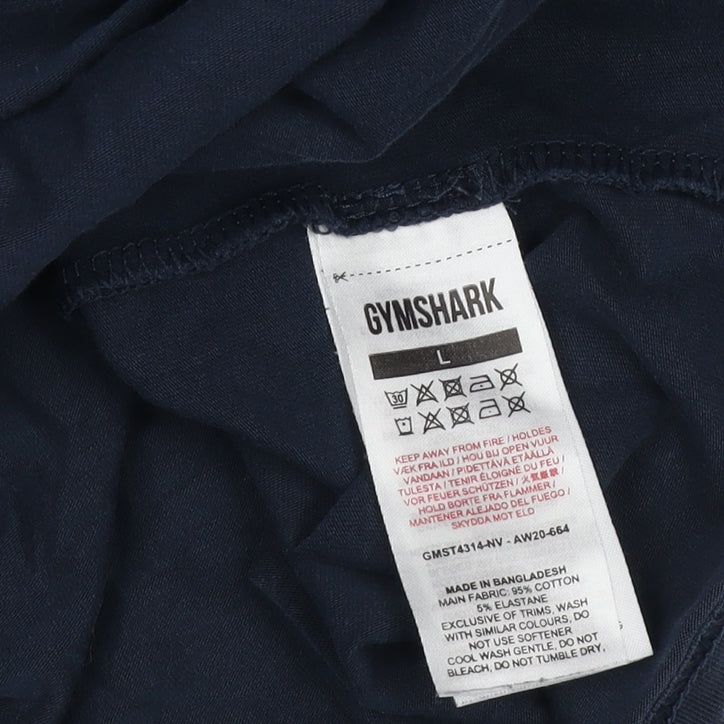 GYMSHARK
L
30
KEEP AWAY FROM FIRE / HOLDES
VÆK FRA ILD / HOU BIJ OPEN VUUR
VANDAAN / PIDETTÄVÄ ETÄÄLLÄ
TULESTA / TENIR ÉLOIGNÉ DU FEU /
VOR FEUER SCHÜTZEN /
HOLD BORTE FRA FLAMMER /
MANTENER ALEJADO DEL FUEGO /
SKYDDA MOT ELD
GMST4314-NV - AW20-664
MADE IN BANGLADESH
MAIN FABRIC: 95% COTTON
5% ELASTANE
EXCLUSIVE OF TRIMS, WASH
WITH SIMILAR COLOURS, DO
NOT USE SOFTENER
COOL WASH GENTLE, DO NOT
BLEACH, DO NOT TUMBLE DRY,